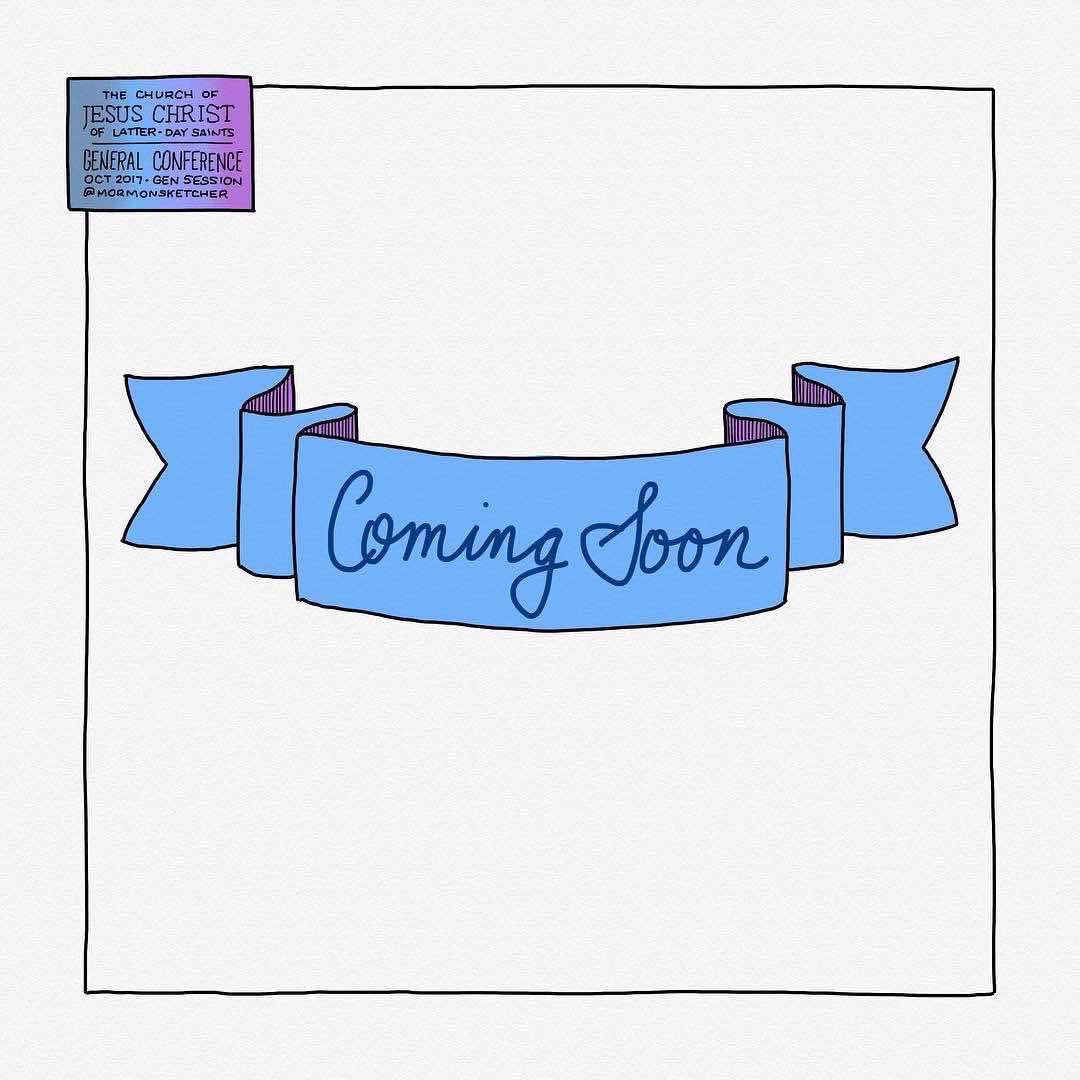 THE CHURCH OF
JESUS CHRIST
OF LATTER-DAY SAINTS
GENERAL CONFERENCE
OCT 2017 • GEN SESSION
@MORMONSKETCHER
Coming Soon